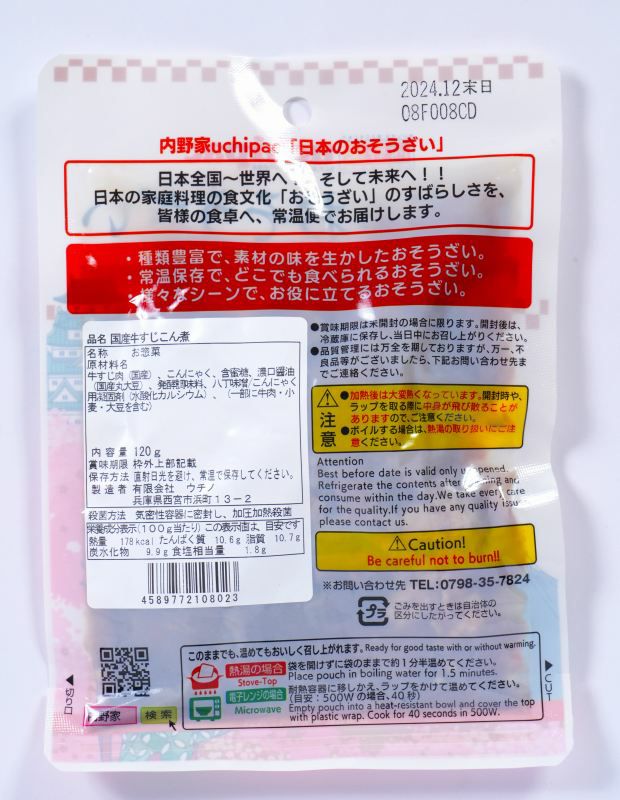 2024.12末日
08F008CD
内野家uchipac「日本のおそうざい」
日本全国～世界へ！！そして未来へ！！
日本の家庭料理の食文化「おそうざい」のすばらしさを、
皆様の食卓へ、常温便でお届けします。
・種類豊富で、素材の味を生かしたおそうざい。
・常温保存で、どこでも食べられるおそうざい。
様々なシーンで、お役に立てるおそうざい。
品名 国産牛すじこん煮
名称 お惣菜
原材料名
牛すじ肉（国産）、こんにゃく、含蜜糖、濃口醤油
（国産丸大豆）、発酵調味料、八丁味噌/こんにゃく
用凝固剤（水酸化カルシウム）、（一部に牛肉・小
麦・大豆を含む）
内容量 120g
賞味期限 枠外上部記載
保存方法 直射日光を避け、常温で保存してください。
製造者 有限会社 ウチノ
兵庫県西宮市浜町13-2
殺菌方法 気密性容器に密封し、加圧加熱殺菌
栄養成分表示（100g当たり）この表示値は、目安です
熱量 178kcal たんぱく質 10.6g 脂質 10.7g
炭水化物 9.9g 食塩相当量 1.8g
4589772108023
●賞味期限は未開封の場合に限ります。開封後は、
冷蔵庫に保存し、当日中にお召し上がりください。
●品質管理には万全を期しておりますが、万一、不
良品等がございましたら、下記お問い合わせ先ま
でご連絡ください。
注意
●加熱後は大変熱くなっています。開封時や、
ラップを取る際に中身が飛び散ることが
ありますので、ご注意ください。
●ボイルする場合は、熱湯の取り扱いにご注
意ください。
Attention
Best before date is valid only unopened.
Refrigerate the contents after opening and
consume within the day.We take every care
for the quality.If you have any quality issue
please contact us.
Caution!
Be careful not to burn!!
※お問い合わせ先 TEL:0798-35-7824
プラ
ごみを出すときは自治体の
区分にしたがってください。
このままでも、温めてもおいしく召し上がれます。Ready for good taste with or without warming.
熱湯の場合
Stove-Top
袋を開けずに袋のままで約1分半温めてください。
Place pouch in boiling water for 1.5 minutes.
電子レンジの場合
Microwave
耐熱容器に移しかえ、ラップをかけて温めてください。
（目安：500Wの場合、40秒）
Empty pouch into a heat-resistant bowl and cover the top
with plastic wrap. Cook for 40 seconds in 500W.
内野家 検索
CUT